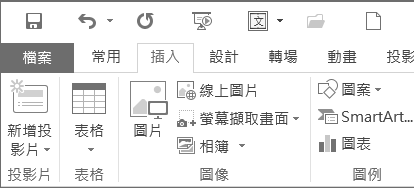 文
檔案 常用 插入 設計 轉場 動畫 投影
新增投影片
表格
圖片
線上圖片
螢幕擷取畫面
相簿
圖案
SmartArt...
圖表
投影片 表格 圖像 圖例